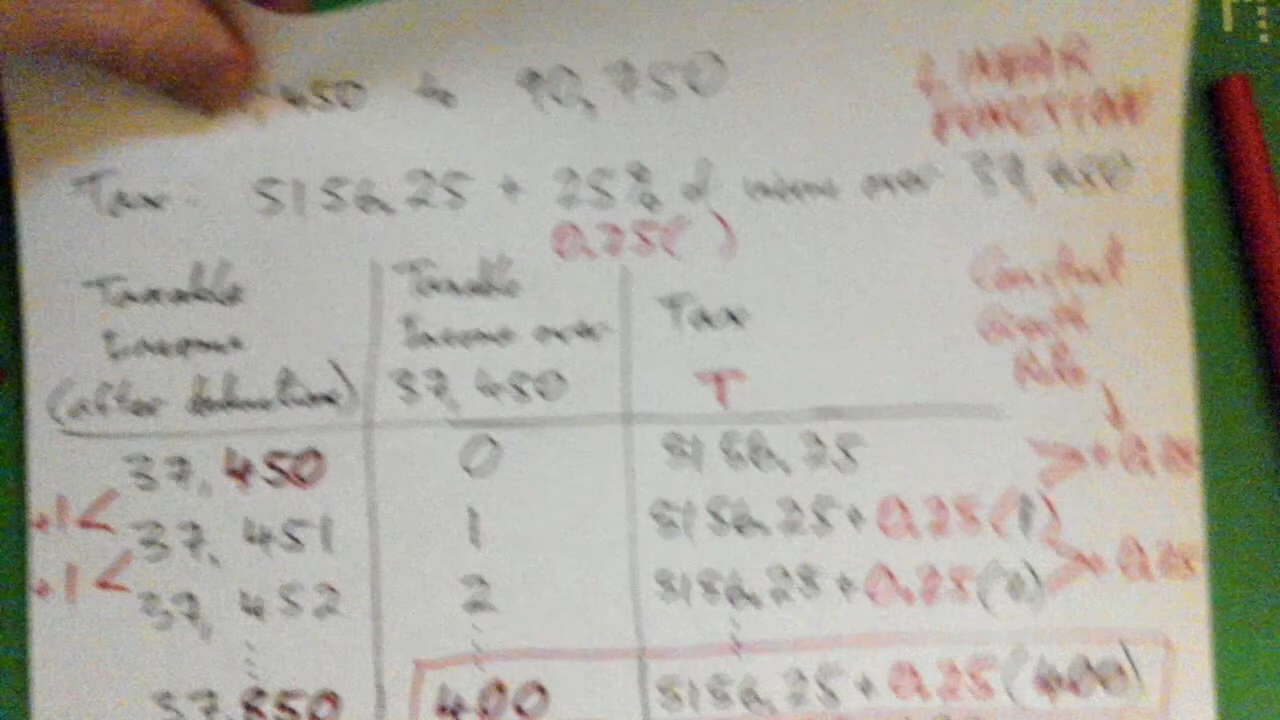 450 to 90,750
LINEAR
FUNCTION
Tax. 5156.25 + 25% of income over 37,450
0.25( )
Taxable
Income
(after deduction)
Taxable
Income over
37,450
Tax
T
Constant
Growth
Rate
37,450 0 5156.25 > + 0.25
+1 < 37,451 1 5156.25 + 0.25(1)
+1 < 37,452 2 5156.25 + 0.25(2) > + 0.25
37,850 400 5156.25 + 0.25(400)